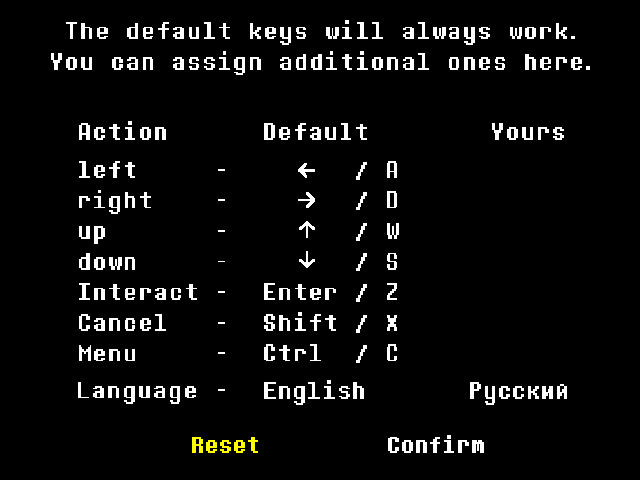 The default keys will always work.
You can assign additional ones here.
Action Default Yours
left - ← / A
right - → / D
up - ↑ / W
down - ↓ / S
Interact - Enter / Z
Cancel - Shift / X
Menu - Ctrl / C
Language - English Русский
Reset Confirm